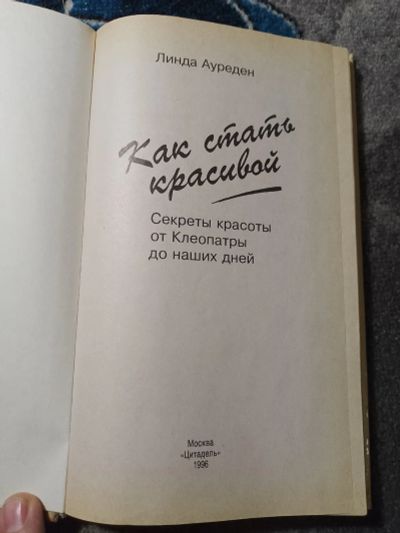 Линда Ауреден
Как стать
красивой
Секреты красоты
от Клеопатры
до наших дней
Москва
«Цитадель»
1996